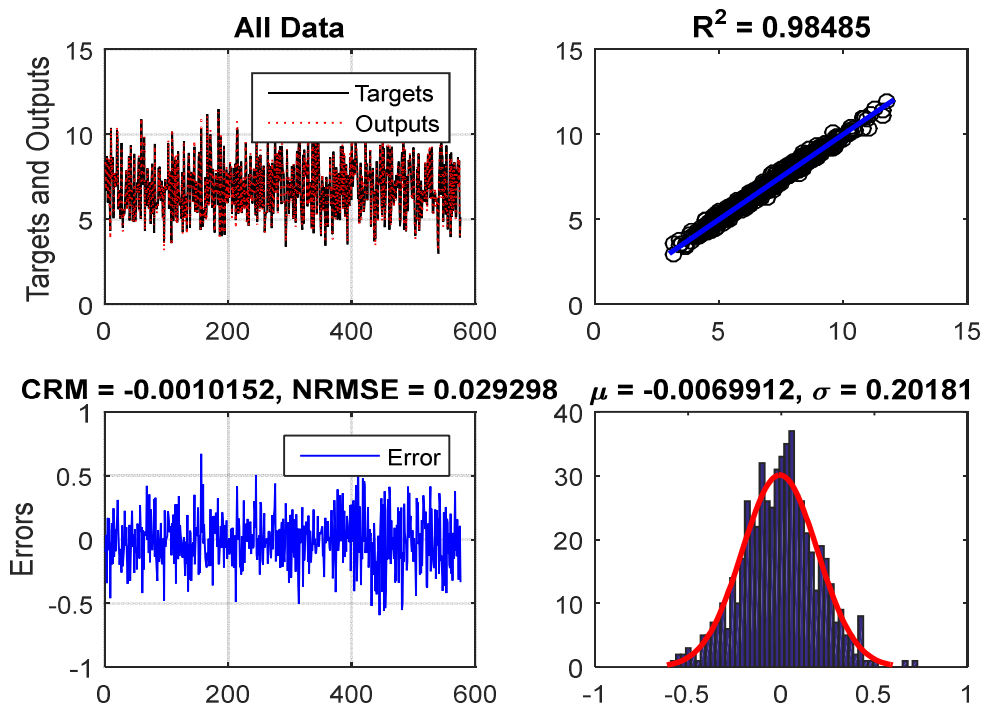 All Data
15
10
5
0
0 200 400 600
Targets and Outputs
Targets
Outputs
R² = 0.98485
15
10
5
0
0 5 10 15
CRM = -0.0010152, NRMSE = 0.029298
1
0.5
0
-0.5
-1
0 200 400 600
Errors
Error
μ = -0.0069912, σ = 0.20181
40
30
20
10
0
-1 -0.5 0 0.5 1